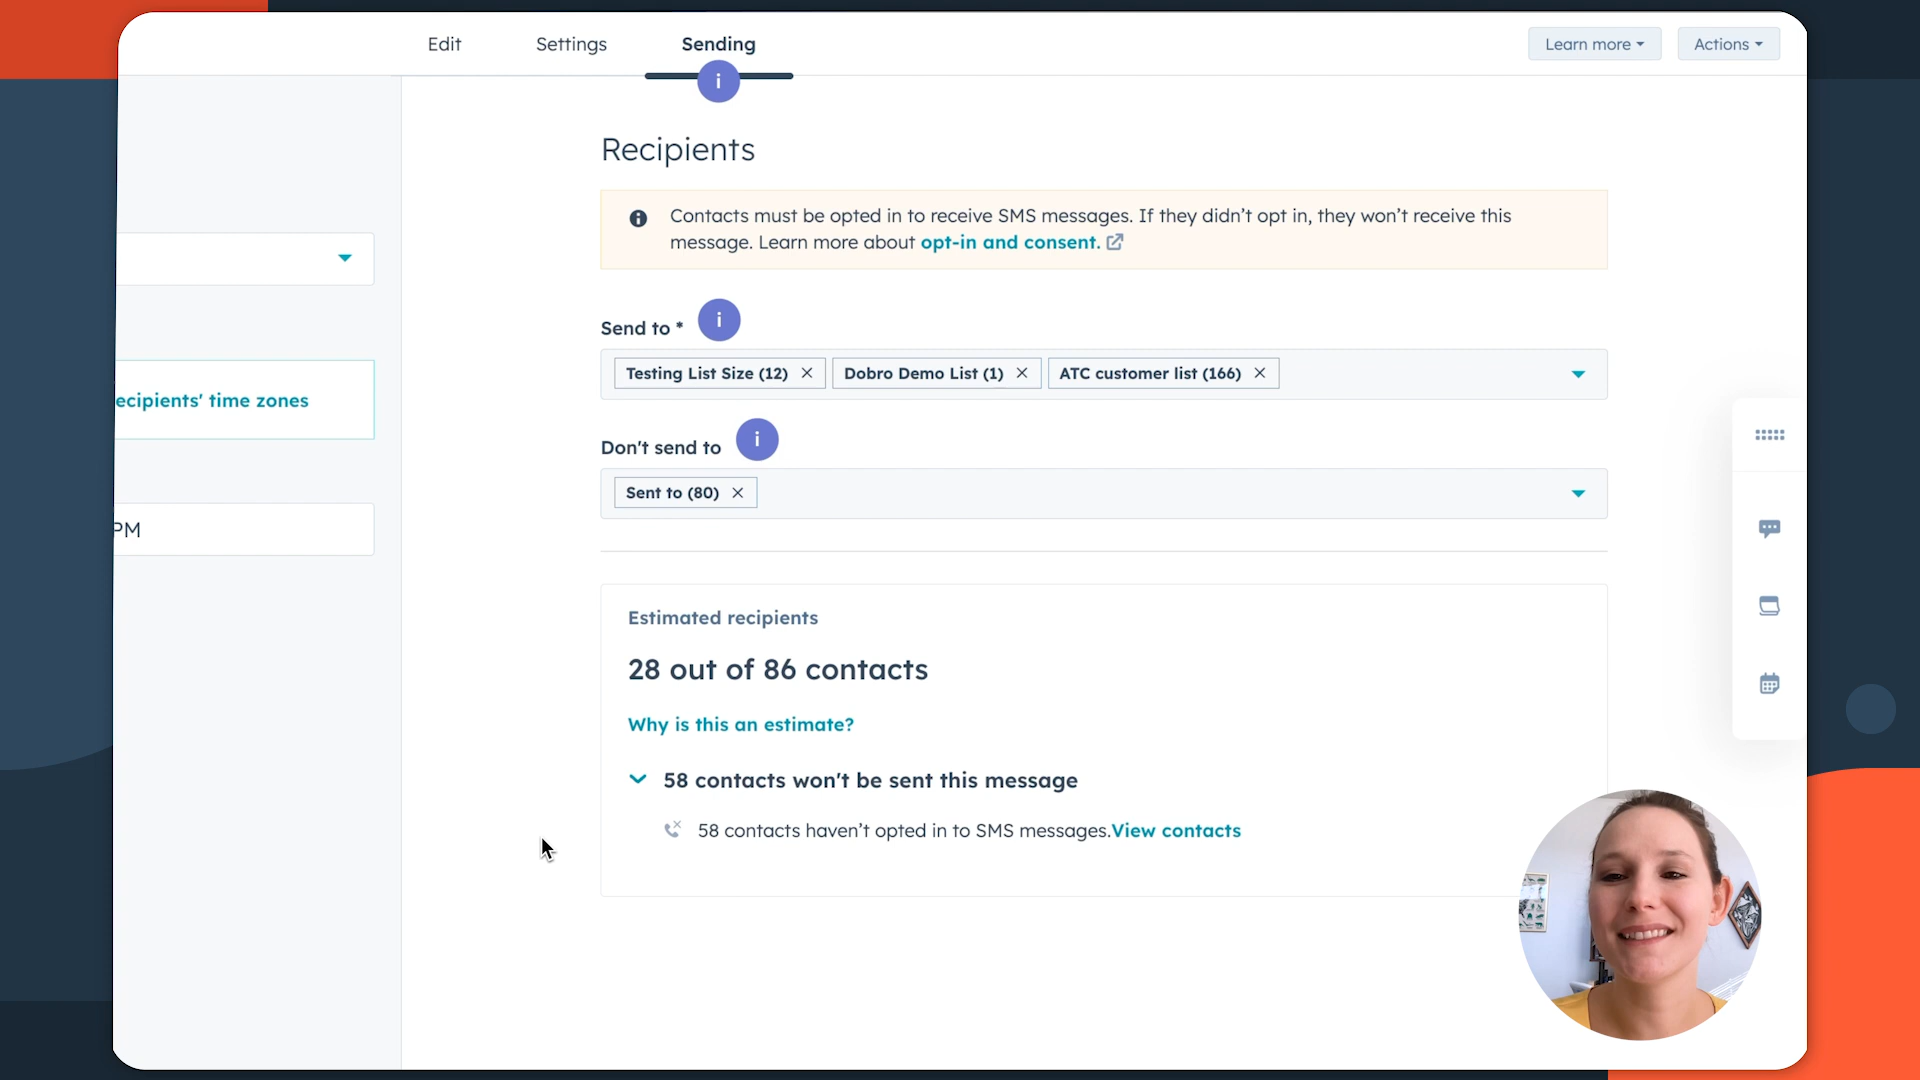 Edit Settings Sending Learn more Actions
i
Recipients
Contacts must be opted in to receive SMS messages. If they didn’t opt in, they won’t receive this
message. Learn more about opt-in and consent.
Send to * i
Testing List Size (12) Dobro Demo List (1) ATC customer list (166)
ecipients' time zones
Don't send to i
Sent to (80)
PM
Estimated recipients
28 out of 86 contacts
Why is this an estimate?
58 contacts won't be sent this message
58 contacts haven’t opted in to SMS messages.View contacts